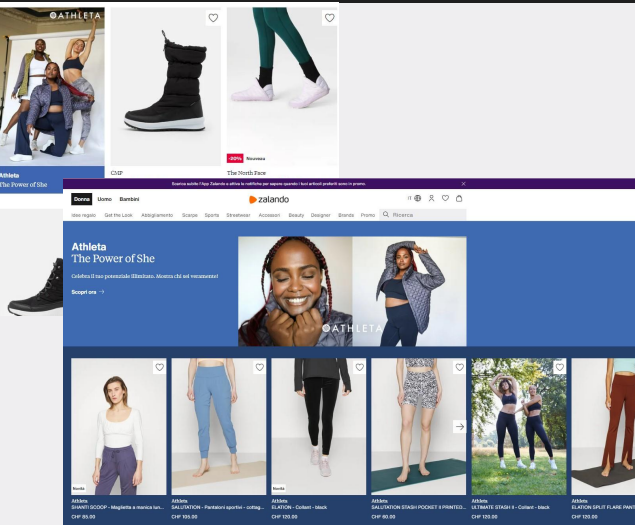 ATHLETA
Athleta
The Power of She
CMP
-20% Nouveau
The North Face
Scarica subito l'App Zalando e attiva le notifiche per sapere quando i tuoi articoli preferiti sono in promo.
Donna Uomo Bambini
zalando
IT
Idee regalo Get the Look Abbigliamento Scarpe Sports Streetwear Accessori Beauty Designer Brands Promo Ricerca
Athleta
The Power of She
Celebra il tuo potenziale illimitato. Mostra chi sei veramente!
Scopri ora →
ATHLETA
Novità
Novità
Athleta
SHANTI SCOOP - Maglietta a manica lun...
CHF 55.00
Athleta
SALUTATION - Pantaloni sportivi - cottag...
CHF 105.00
Athleta
ELATION - Collant - black
CHF 120.00
Athleta
SALUTATION STASH POCKET II PRINTED...
CHF 60.00
Athleta
ULTIMATE STASH II - Collant - black
CHF 120.00
Athleta
ELATION SPLIT FLARE PANT
CHF 120.00